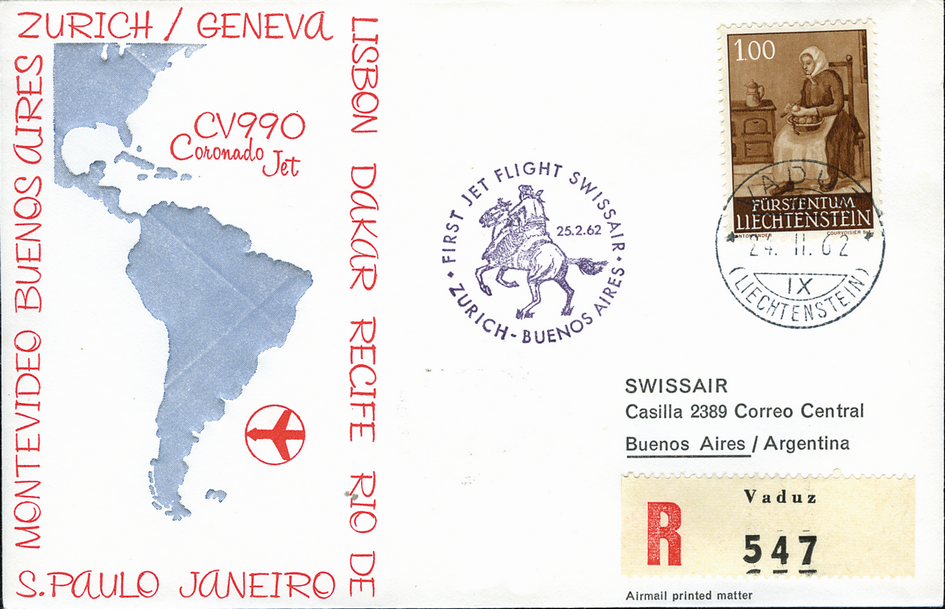 ZURICH / GENEVA
LISBON DAKAR RECIFE RIO DE
JANEIRO
S. PAULO
MONTEVIDEO BUENOS AIRES
CV990
Coronado Jet
• FIRST JET FLIGHT SWISSAIR •
25.2.62
ZURICH - BUENOS AIRES
1.00
FÜRSTENTUM
LIECHTENSTEIN
COURVOISIER
VADUZ
24. II. 62
IX
(LIECHTENSTEIN)
SWISSAIR
Casilla 2389 Correo Central
Buenos Aires / Argentina
R
Vaduz
547
Airmail printed matter